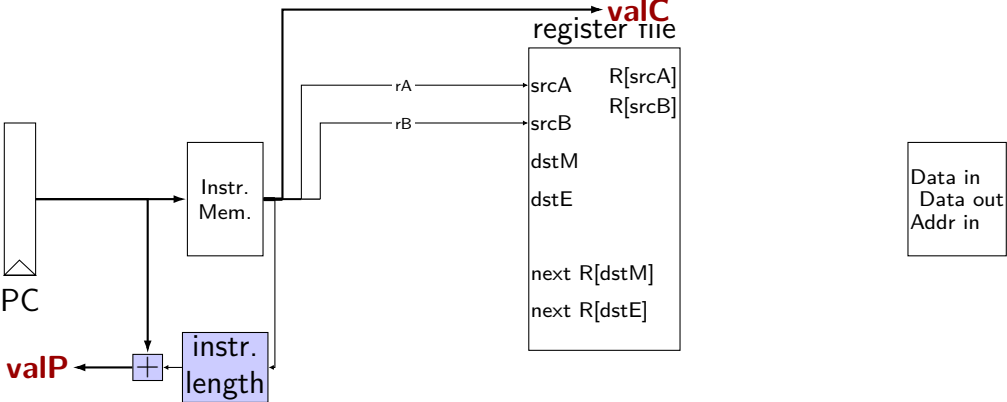 valC
register file
srcA
R[srcA]
rA
R[srcB]
rB
srcB
dstM
Instr.
Mem.
dstE
Data in
Data out
Addr in
next R[dstM]
PC
next R[dstE]
instr.
length
+
valP